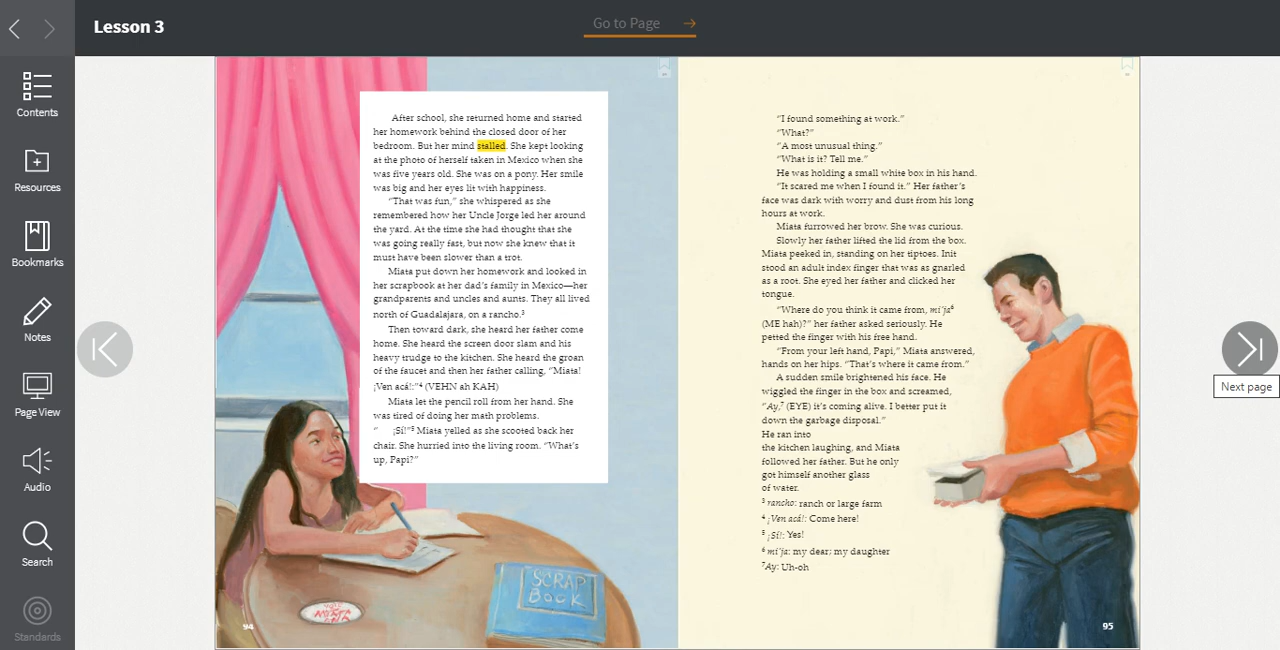 Lesson 3
Go to Page
Contents
Resources
Bookmarks
Notes
Page View
Audio
Search
Standards
After school, she returned home and started
her homework behind the closed door of her
bedroom. But her mind stalled. She kept looking
at the photo of herself taken in Mexico when she
was five years old. She was on a pony. Her smile
was big and her eyes lit with happiness.
“That was fun,” she whispered as she
remembered how her Uncle Jorge led her around
the yard. At the time she had thought that she
was going really fast, but now she knew that it
must have been slower than a trot.
Miata put down her homework and looked in
her scrapbook at her dad’s family in Mexico—her
grandparents and uncles and aunts. They all lived
north of Guadalajara, on a rancho.³
Then toward dark, she heard her father come
home. She heard the screen door slam and his
heavy trudge to the kitchen. She heard the groan
of the faucet and then her father calling, “Miata!
¡Ven acá!:”⁴ (VEHN ah KAH)
Miata let the pencil roll from her hand. She
was tired of doing her math problems.
“ ¡Sí!”⁵ Miata yelled as she scooted back her
chair. She hurried into the living room. “What’s
up, Papi?”
SCRAP
BOOK
94
“I found something at work.”
“What?”
“A most unusual thing.”
“What is it? Tell me.”
He was holding a small white box in his hand.
“It scared me when I found it.” Her father’s
face was dark with worry and dust from his long
hours at work.
Miata furrowed her brow. She was curious.
Slowly her father lifted the lid from the box.
Miata peeked in, standing on her tiptoes. Init
stood an adult index finger that was as gnarled
as a root. She eyed her father and clicked her
tongue.
“Where do you think it came from, mi’ja⁶
(ME hah)?” her father asked seriously. He
petted the finger with his free hand.
“From your left hand, Papi,” Miata answered,
hands on her hips. “That’s where it came from.”
A sudden smile brightened his face. He
wiggled the finger in the box and screamed,
“Ay,⁷ (EYE) it’s coming alive. I better put it
down the garbage disposal.”
He ran into
the kitchen laughing, and Miata
followed her father. But he only
got himself another glass
of water.
³ rancho: ranch or large farm
⁴ ¡Ven acá!: Come here!
⁵ ¡Sí!: Yes!
⁶ mi’ja: my dear; my daughter
⁷Ay: Uh-oh
95
Next page